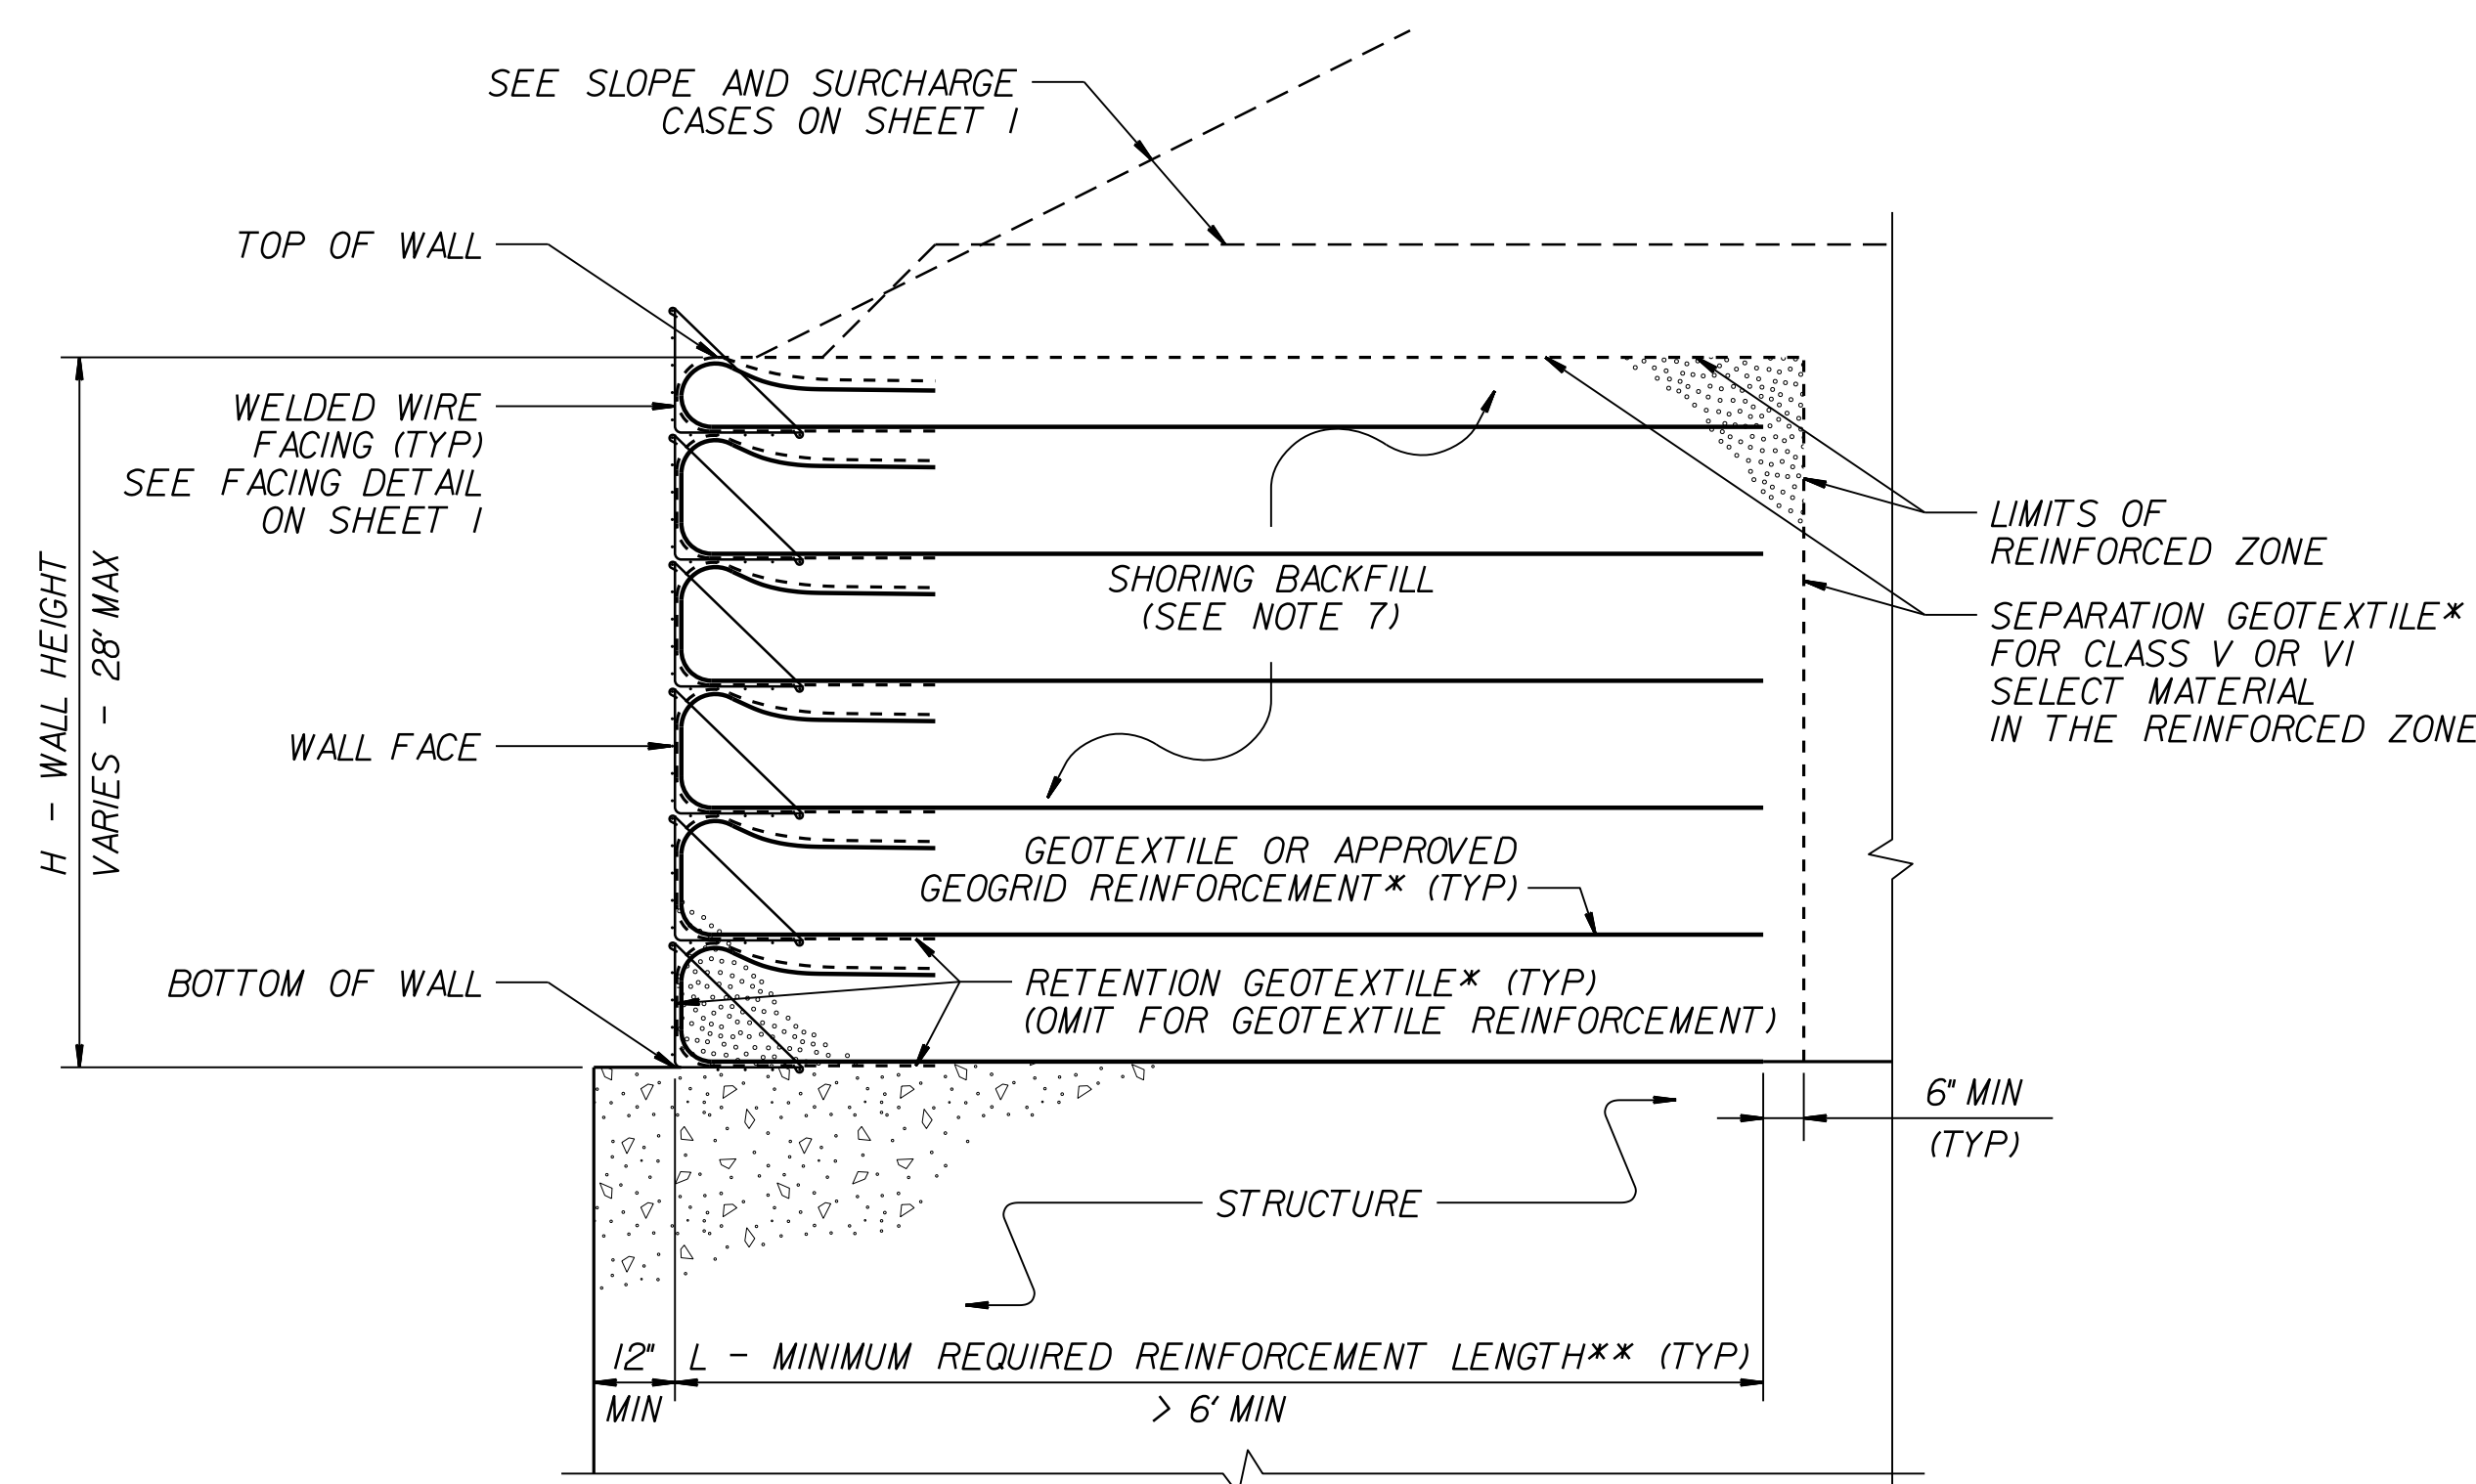 SEE SLOPE AND SURCHARGE
CASES ON SHEET 1
TOP OF WALL
WELDED WIRE
FACING (TYP)
SEE FACING DETAIL
ON SHEET 1
H - WALL HEIGHT
VARIES - 28' MAX
LIMITS OF
REINFORCED ZONE
SHORING BACKFILL
(SEE NOTE 7)
SEPARATION GEOTEXTILE*
FOR CLASS V OR VI
SELECT MATERIAL
IN THE REINFORCED ZONE
WALL FACE
GEOTEXTILE OR APPROVED
GEOGRID REINFORCEMENT* (TYP)
BOTTOM OF WALL
RETENTION GEOTEXTILE* (TYP)
(OMIT FOR GEOTEXTILE REINFORCEMENT)
6" MIN
(TYP)
STRUCTURE
12"
MIN
L - MINIMUM REQUIRED REINFORCEMENT LENGTH** (TYP)
> 6' MIN